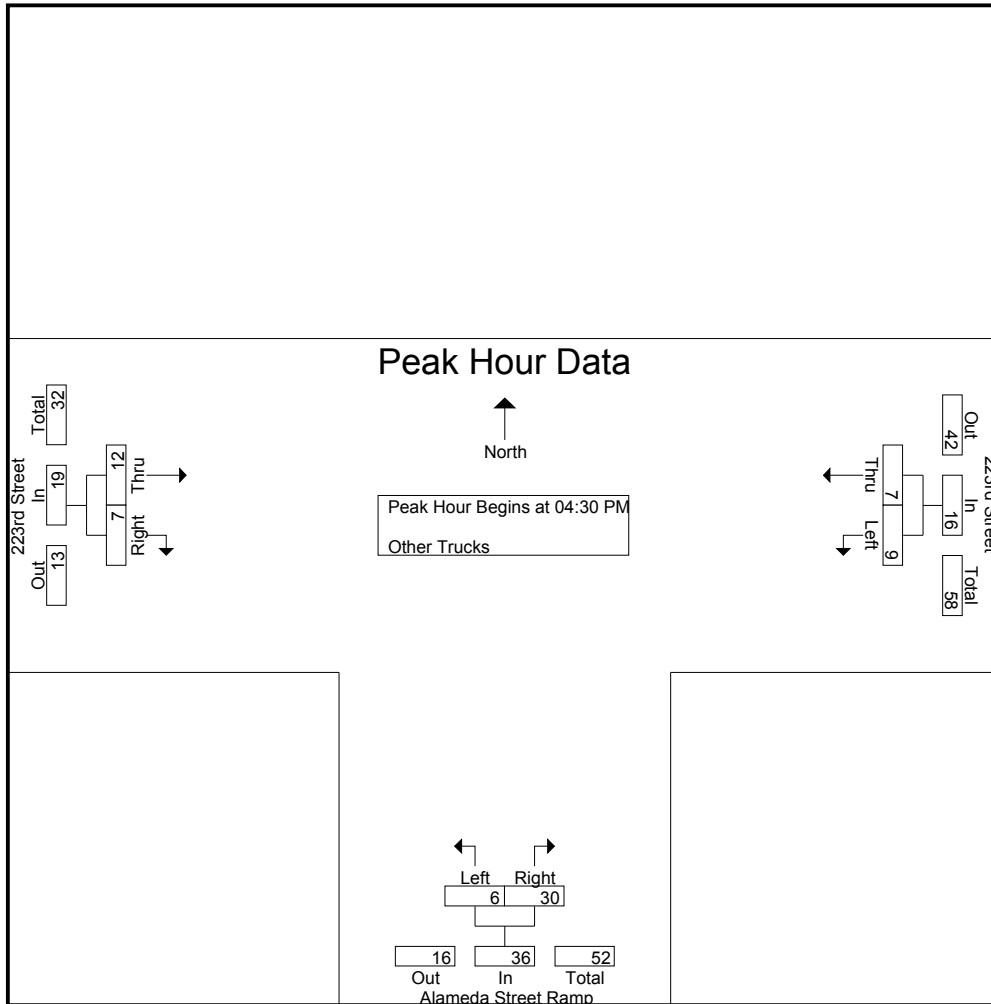 Peak Hour Data
North
Peak Hour Begins at 04:30 PM
Other Trucks
223rd Street
Total
32
In
19
Out
13
12
Thru
7
Right
223rd Street
Out
42
In
16
Total
58
Thru
7
Left
9
Left Right
6 30
16 36 52
Out In Total
Alameda Street Ramp